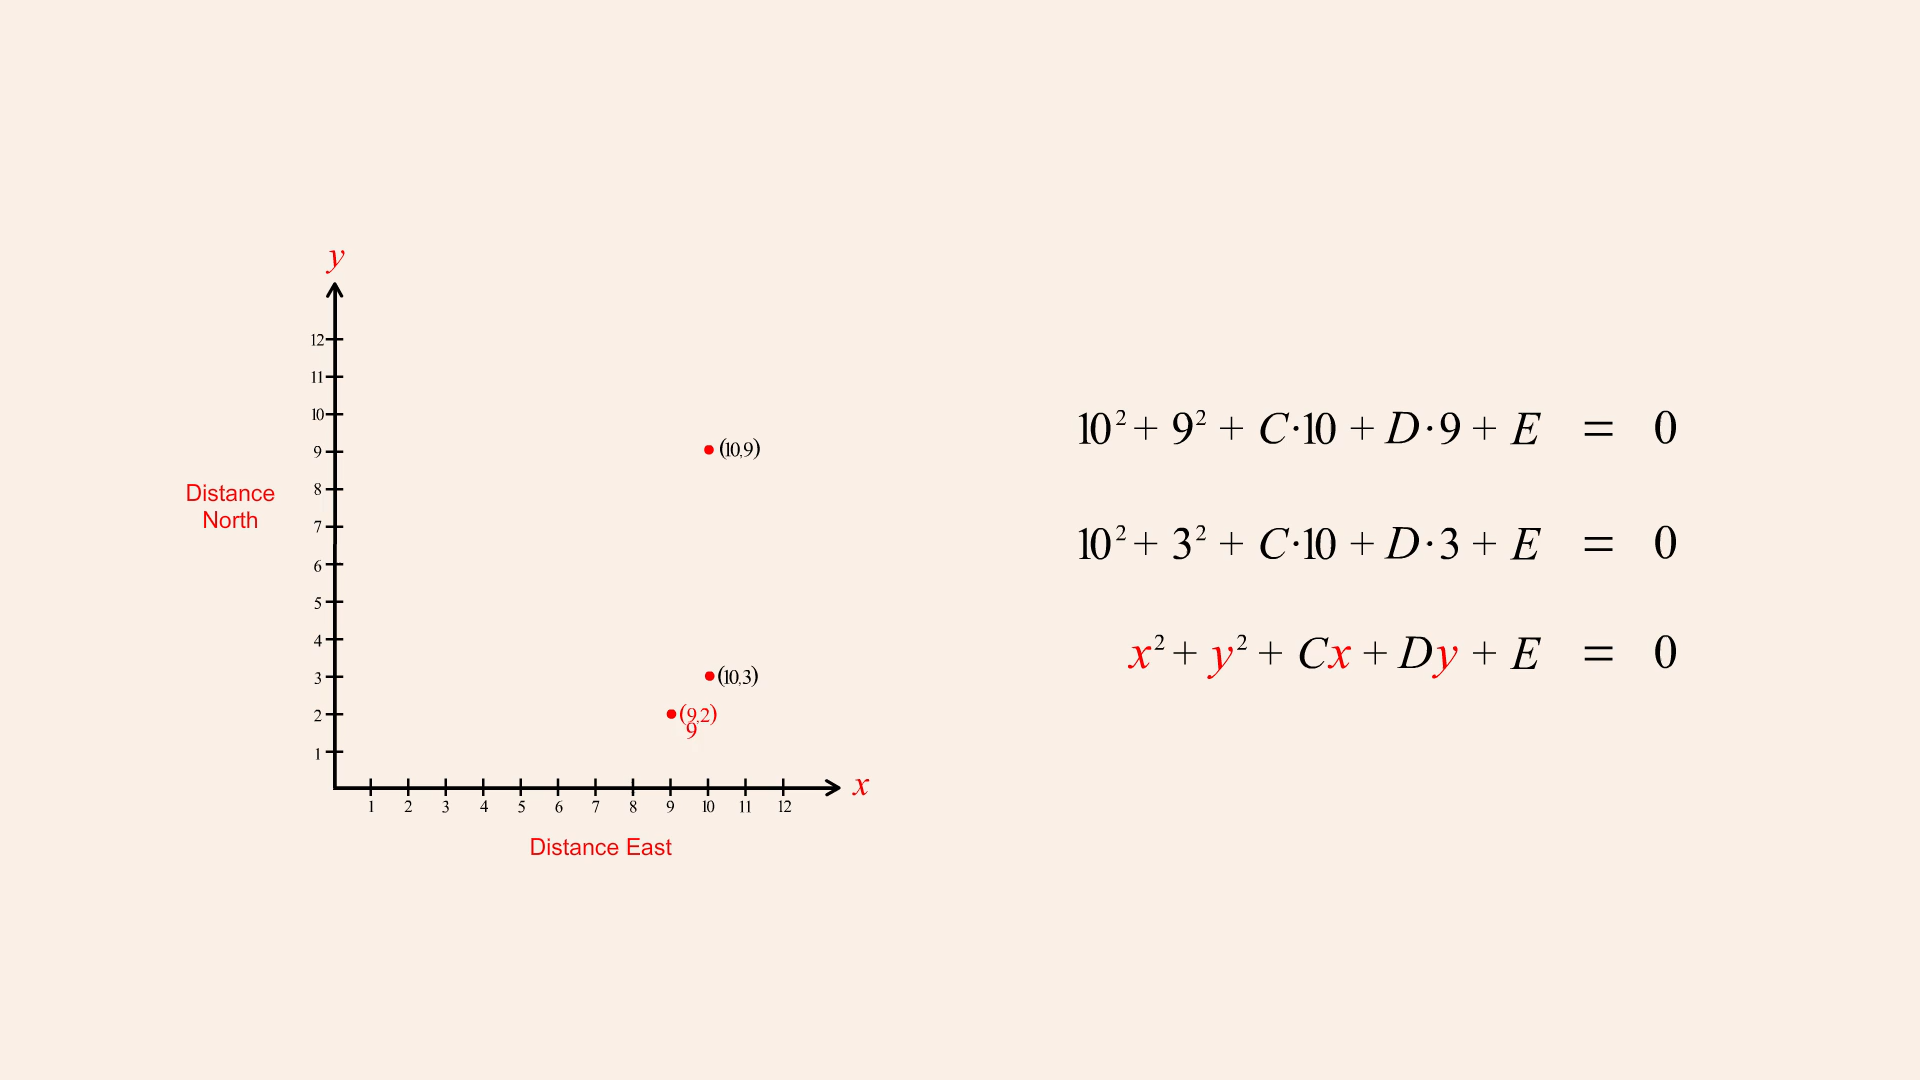 y
12
11
10
9
8
7
6
5
4
3
2
1
Distance
North
(10,9)
(10,3)
(9,2)
9
1 2 3 4 5 6 7 8 9 10 11 12
x
Distance East
10² + 9² + C·10 + D·9 + E = 0
10² + 3² + C·10 + D·3 + E = 0
x² + y² + Cx + Dy + E = 0